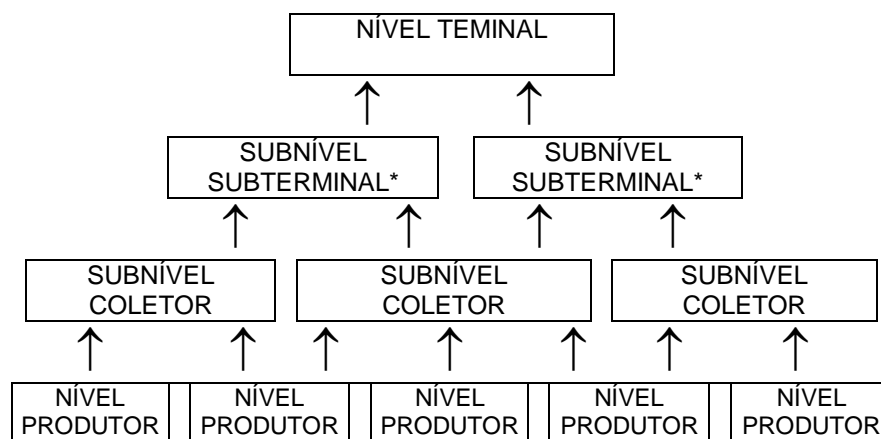 NÍVEL TEMINAL
SUBNÍVEL
SUBTERMINAL*
SUBNÍVEL
SUBTERMINAL*
SUBNÍVEL
COLETOR
SUBNÍVEL
COLETOR
SUBNÍVEL
COLETOR
NÍVEL
PRODUTOR
NÍVEL
PRODUTOR
NÍVEL
PRODUTOR
NÍVEL
PRODUTOR
NÍVEL
PRODUTOR